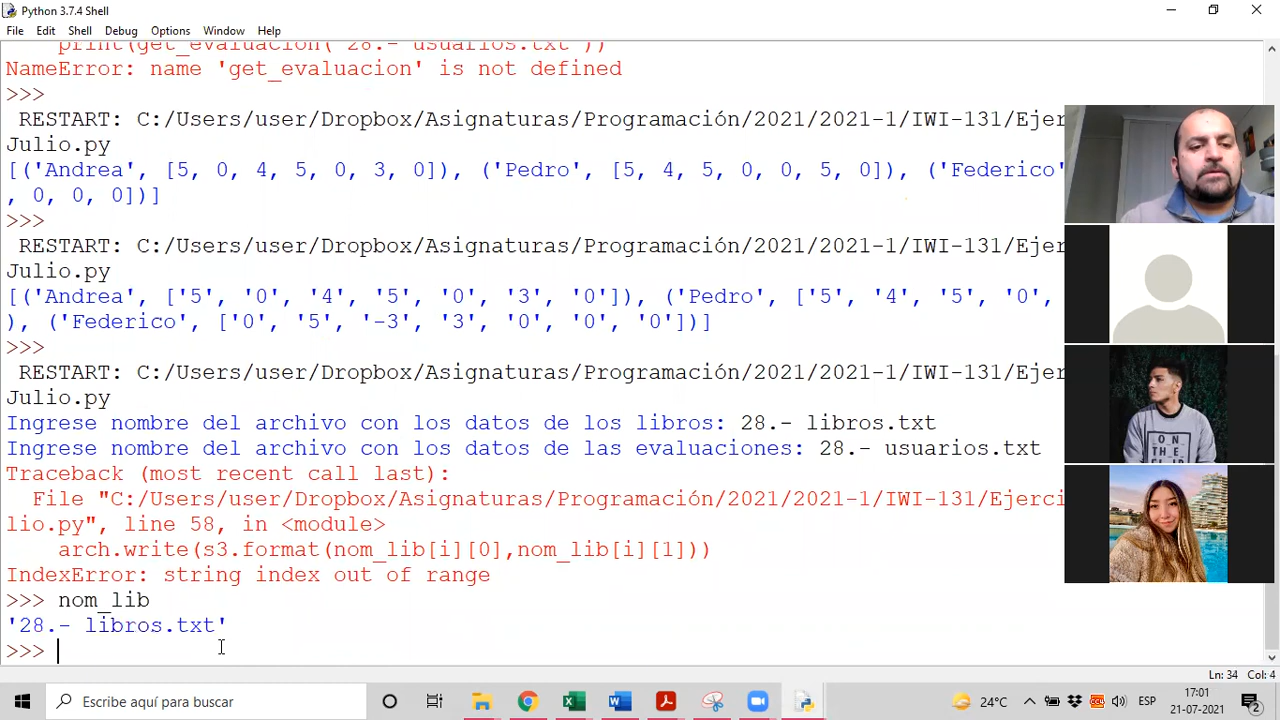 Python 3.7.4 Shell
File Edit Shell Debug Options Window Help
print(get_evaluacion('28.- usuarios.txt'))
NameError: name 'get_evaluacion' is not defined
>>>
RESTART: C:/Users/user/Dropbox/Asignaturas/Programación/2021/2021-1/IWI-131/Ejer
Julio.py
[('Andrea', [5, 0, 4, 5, 0, 3, 0]), ('Pedro', [5, 4, 5, 0, 0, 5, 0]), ('Federico'
, 0, 0, 0])]
>>>
RESTART: C:/Users/user/Dropbox/Asignaturas/Programación/2021/2021-1/IWI-131/Ejer
Julio.py
[('Andrea', ['5', '0', '4', '5', '0', '3', '0']), ('Pedro', ['5', '4', '5', '0',
), ('Federico', ['0', '5', '-3', '3', '0', '0', '0'])]
>>>
RESTART: C:/Users/user/Dropbox/Asignaturas/Programación/2021/2021-1/IWI-131/Ejer
Julio.py
Ingrese nombre del archivo con los datos de los libros: 28.- libros.txt
Ingrese nombre del archivo con los datos de las evaluaciones: 28.- usuarios.txt
Traceback (most recent call last):
File "C:/Users/user/Dropbox/Asignaturas/Programación/2021/2021-1/IWI-131/Ejerci
lio.py", line 58, in <module>
arch.write(s3.format(nom_lib[i][0],nom_lib[i][1]))
IndexError: string index out of range
>>> nom_lib
'28.- libros.txt'
>>>
Ln: 34 Col: 4
Escribe aquí para buscar
24°C ESP 17:01
21-07-2021 2